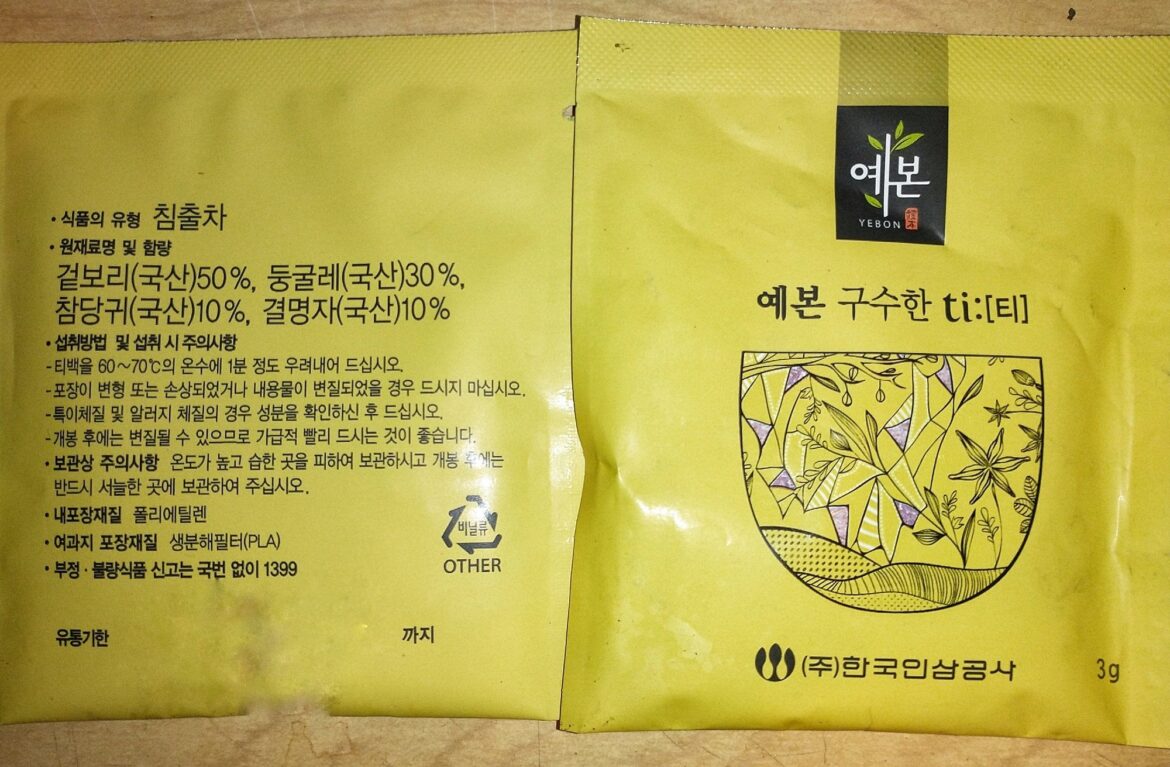 • 식품의 유형 침출차
• 원재료명 및 함량
겉보리(국산)50%, 둥굴레(국산)30%,
참당귀(국산)10%, 결명자(국산)10%
• 섭취방법 및 섭취 시 주의사항
-티백을 60~70℃의 온수에 1분 정도 우려내어 드십시오.
-포장이 변형 또는 손상되었거나 내용물이 변질되었을 경우 드시지 마십시오.
-특이체질 및 알러지 체질의 경우 성분을 확인하신 후 드십시오.
-개봉 후에는 변질될 수 있으므로 가급적 빨리 드시는 것이 좋습니다.
• 보관상 주의사항 온도가 높고 습한 곳을 피하여 보관하시고 개봉 후에는
반드시 서늘한 곳에 보관하여 주십시오.
• 내포장재질 폴리에틸렌
• 여과지 포장재질 생분해필터(PLA)
• 부정·불량식품 신고는 국번 없이 1399
비닐류
OTHER
유통기한 까지
예본
YEBON
예본 구수한 ti:[티]
(주)한국인삼공사
3g